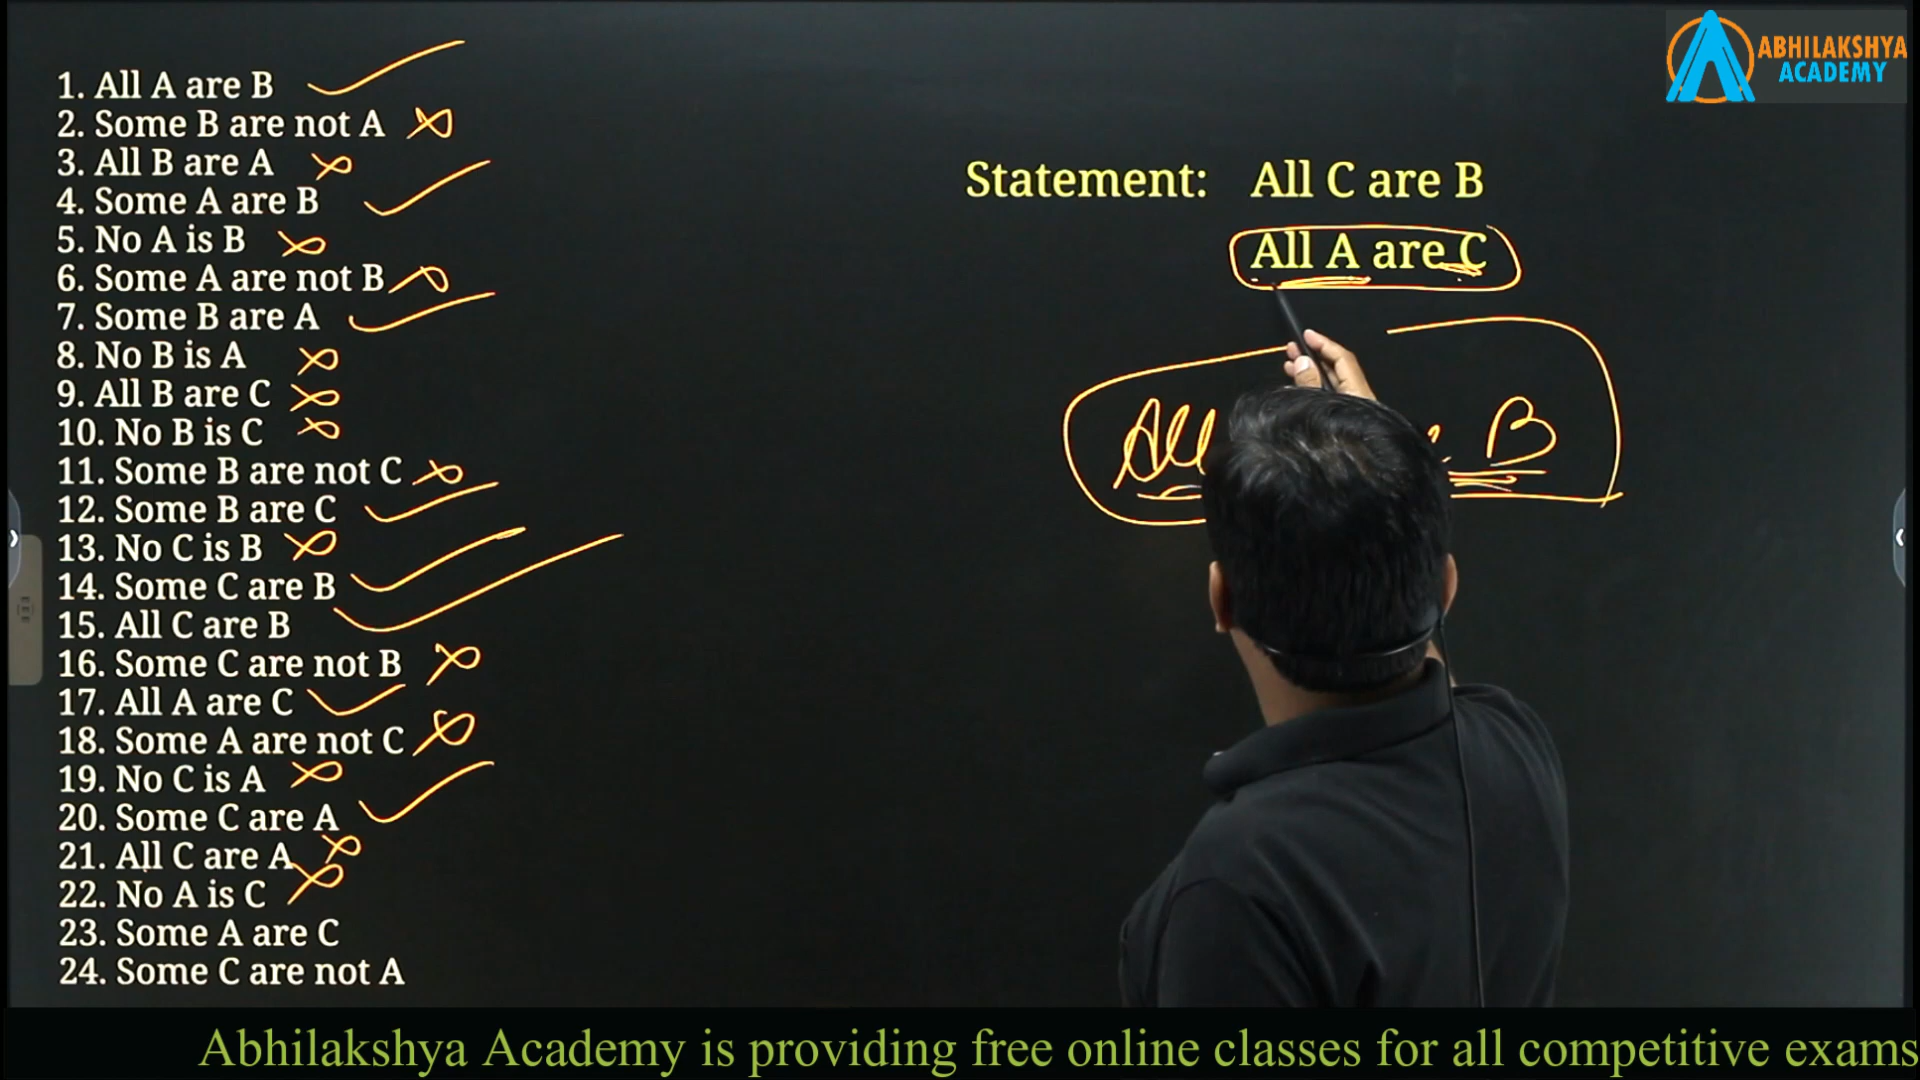 ABHILAKSHYA
ACADEMY
1. All A are B
2. Some B are not A
3. All B are A
4. Some A are B
5. No A is B
6. Some A are not B
7. Some B are A
8. No B is A
9. All B are C
10. No B is C
11. Some B are not C
12. Some B are C
13. No C is B
14. Some C are B
15. All C are B
16. Some C are not B
17. All A are C
18. Some A are not C
19. No C is A
20. Some C are A
21. All C are A
22. No A is C
23. Some A are C
24. Some C are not A
Statement: All C are B
All A are C
All B
Abhilakshya Academy is providing free online classes for all competitive exams